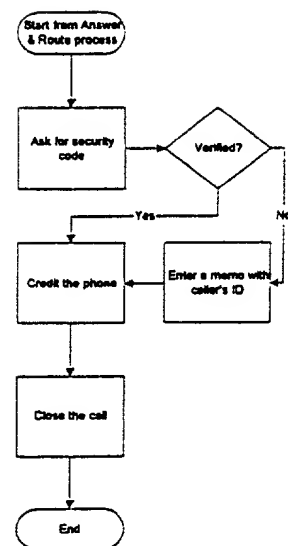 Start from Answer
& Route process
Ask for security
code
Verified?
Yes
No
Credit the phone
Enter a memo with
caller's ID
Close the call
End